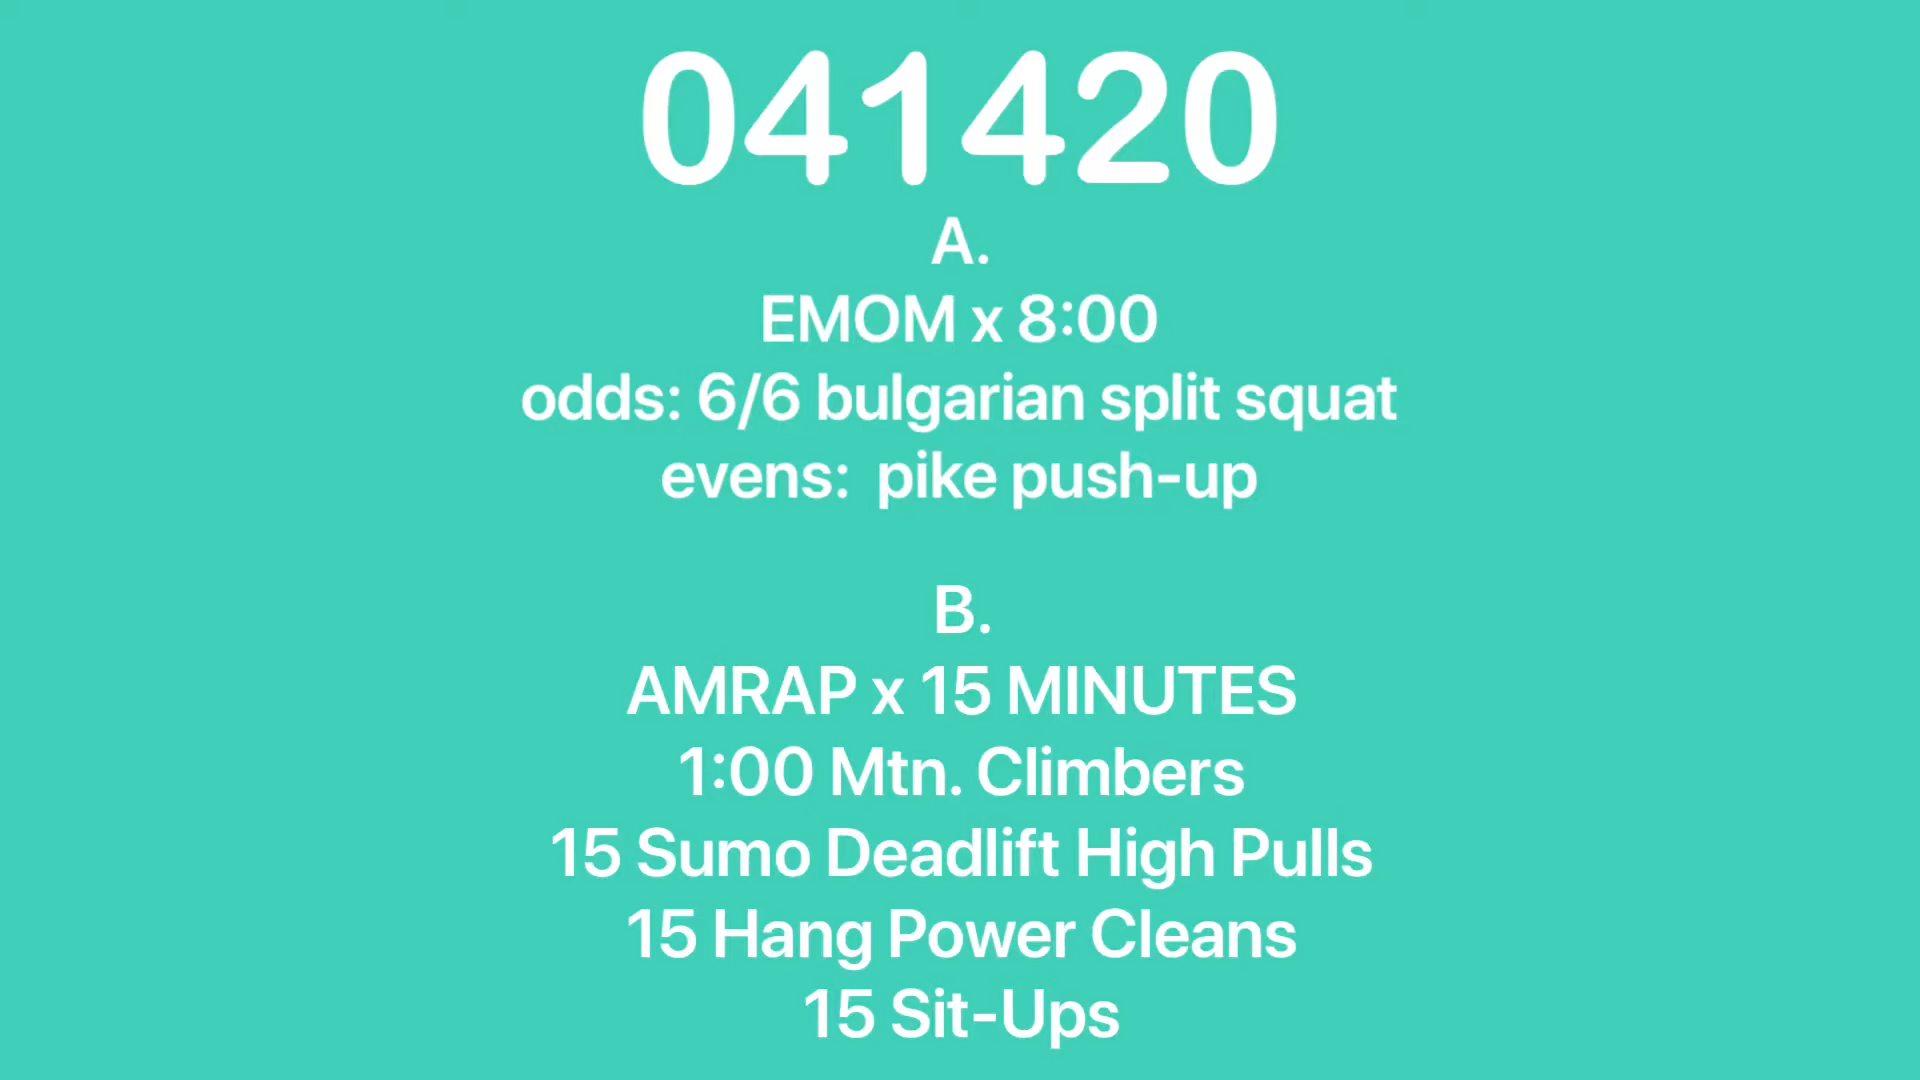 041420
A.
EMOM x 8:00
odds: 6/6 bulgarian split squat
evens:  pike push-up
B.
AMRAP x 15 MINUTES
1:00 Mtn. Climbers
15 Sumo Deadlift High Pulls
15 Hang Power Cleans
15 Sit-Ups